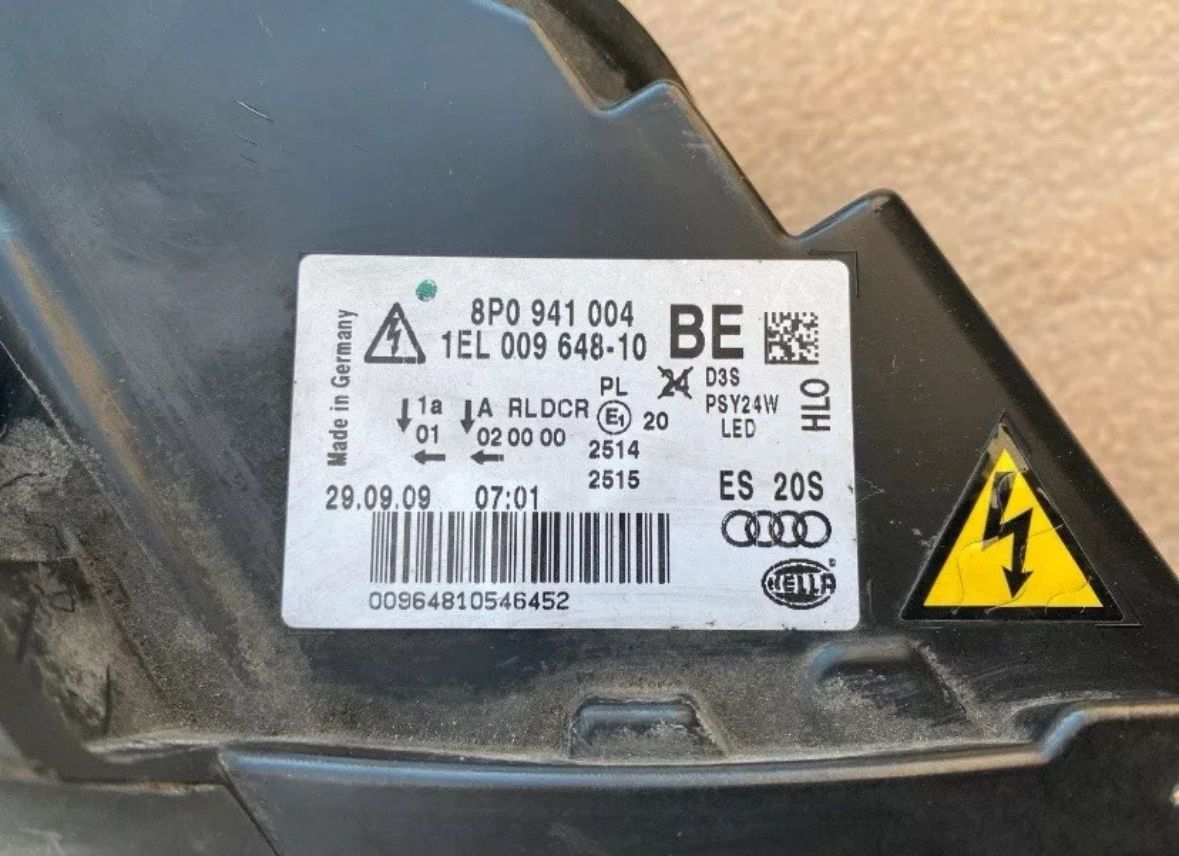 Made in Germany
8P0 941 004
1EL 009 648-10
BE
PL
24
D3S
PSY24W
LED
HLO
1a
A RLDCR
E1
20
01
02 00 00
2514
2515
29.09.09 07:01
ES 20S
00964810546452
HELLA